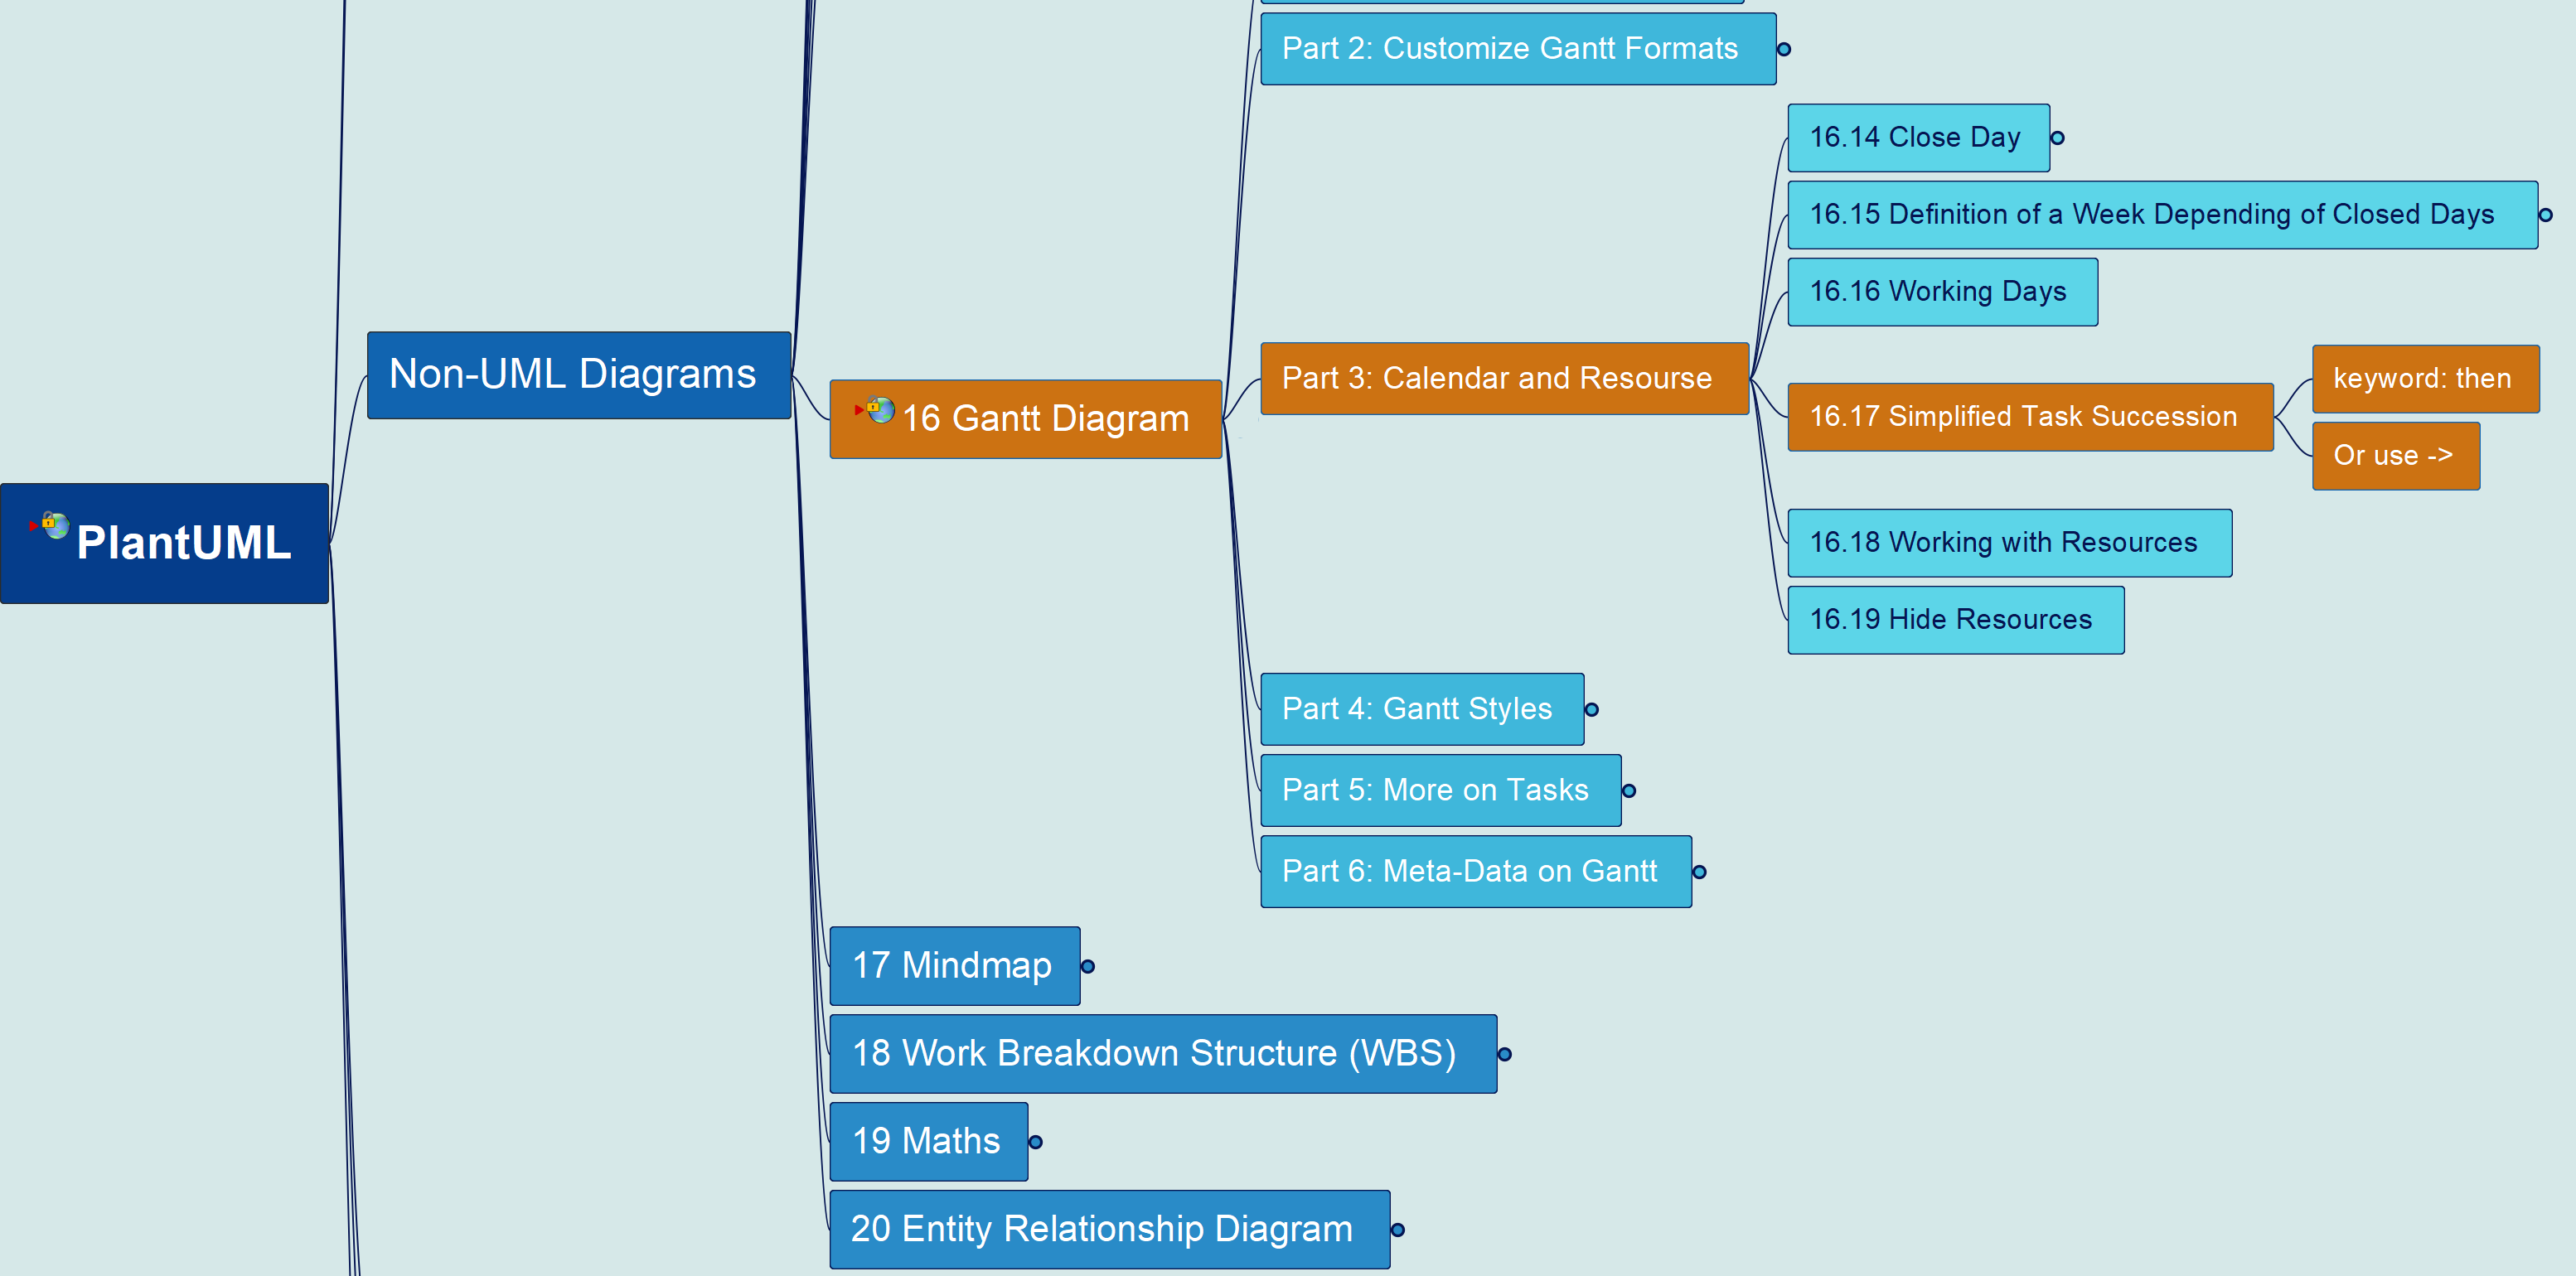 Part 2: Customize Gantt Formats
16.14 Close Day
16.15 Definition of a Week Depending of Closed Days
16.16 Working Days
Non-UML Diagrams
Part 3: Calendar and Resourse
keyword: then
16 Gantt Diagram
16.17 Simplified Task Succession
Or use ->
PlantUML
16.18 Working with Resources
16.19 Hide Resources
Part 4: Gantt Styles
Part 5: More on Tasks
Part 6: Meta-Data on Gantt
17 Mindmap
18 Work Breakdown Structure (WBS)
19 Maths
20 Entity Relationship Diagram